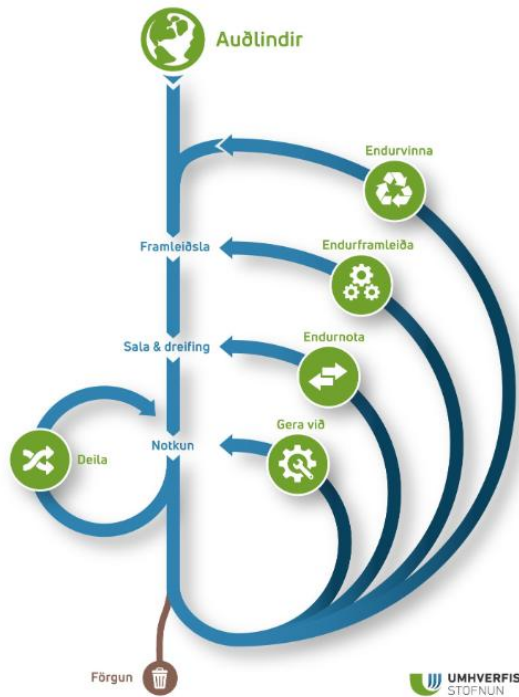 Auðlindir
Endurvinna
Framleiðsla
Endurframleiða
Sala & dreifing
Endurnota
Gera við
Notkun
Deila
Förgun
UMHVERFIS
STOFNUN